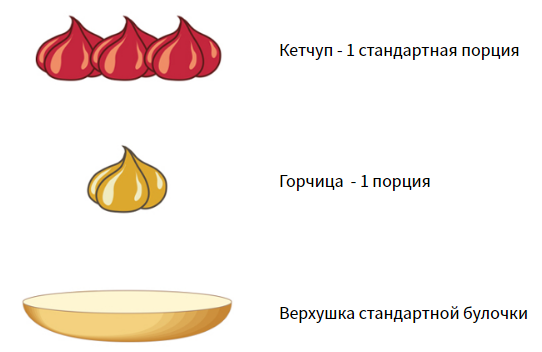 Кетчуп - 1 стандартная порция
Горчица - 1 порция
Верхушка стандартной булочки